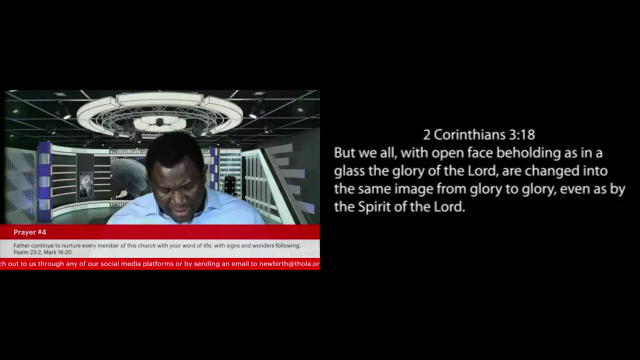 Prayer #4
Father continue to nurture every member of this church with your word of life, with signs and wonders following.
Psalm 23-2, Mark 16:20
ch out to us through any of our social media platforms or by sending an email to newbirth@thola.or
2 Corinthians 3:18
But we all, with open face beholding as in a
glass the glory of the Lord, are changed into
the same image from glory to glory, even as by
the Spirit of the Lord.